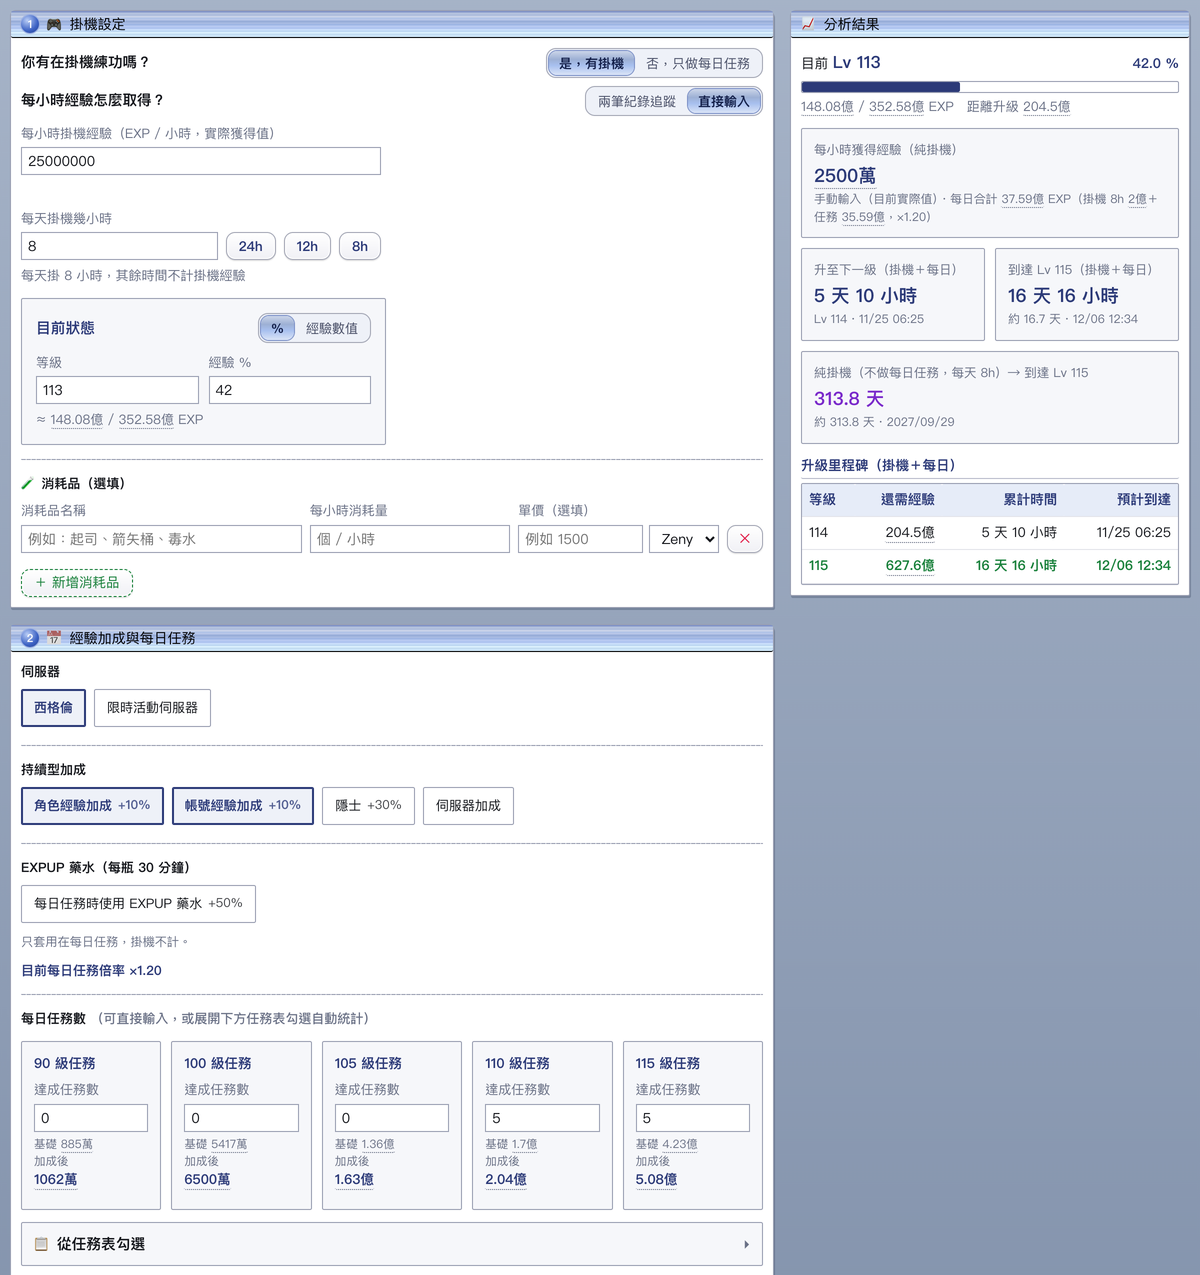 1 掛機設定
你有在掛機練功嗎？
是，有掛機 否，只做每日任務
每小時經驗怎麼取得？
兩筆紀錄追蹤 直接輸入
每小時掛機經驗（EXP / 小時，實際獲得值）
25000000
每天掛機幾小時
8 24h 12h 8h
每天掛 8 小時，其餘時間不計掛機經驗
目前狀態 % 經驗數值
等級 經驗 %
113 42
≈ 148.08億 / 352.58億 EXP
消耗品（選填）
消耗品名稱 每小時消耗量 單價（選填）
例如：起司、箭矢桶、毒水 個 / 小時 例如 1500 Zeny ✕
＋ 新增消耗品
分析結果
目前 Lv 113 42.0 %
148.08億 / 352.58億 EXP 距離升級 204.5億
每小時獲得經驗（純掛機）
2500萬
手動輸入（目前實際值）· 每日合計 37.59億 EXP（掛機 8h 2億＋
任務 35.59億，×1.20）
升至下一級（掛機＋每日）
5 天 10 小時
Lv 114 · 11/25 06:25
到達 Lv 115（掛機＋每日）
16 天 16 小時
約 16.7 天 · 12/06 12:34
純掛機（不做每日任務，每天 8h）→ 到達 Lv 115
313.8 天
約 313.8 天 · 2027/09/29
升級里程碑（掛機＋每日）
等級 還需經驗 累計時間 預計到達
114 204.5億 5 天 10 小時 11/25 06:25
115 627.6億 16 天 16 小時 12/06 12:34
2 17 經驗加成與每日任務
伺服器
西格倫 限時活動伺服器
持續型加成
角色經驗加成 +10% 帳號經驗加成 +10% 隱士 +30% 伺服器加成
EXPUP 藥水（每瓶 30 分鐘）
每日任務時使用 EXPUP 藥水 +50%
只套用在每日任務，掛機不計。
目前每日任務倍率 ×1.20
每日任務數 （可直接輸入，或展開下方任務表勾選自動統計）
90 級任務 100 級任務 105 級任務 110 級任務 115 級任務
達成任務數 達成任務數 達成任務數 達成任務數 達成任務數
0 0 0 5 5
基礎 885萬 基礎 5417萬 基礎 1.36億 基礎 1.7億 基礎 4.23億
加成後 加成後 加成後 加成後 加成後
1062萬 6500萬 1.63億 2.04億 5.08億
從任務表勾選